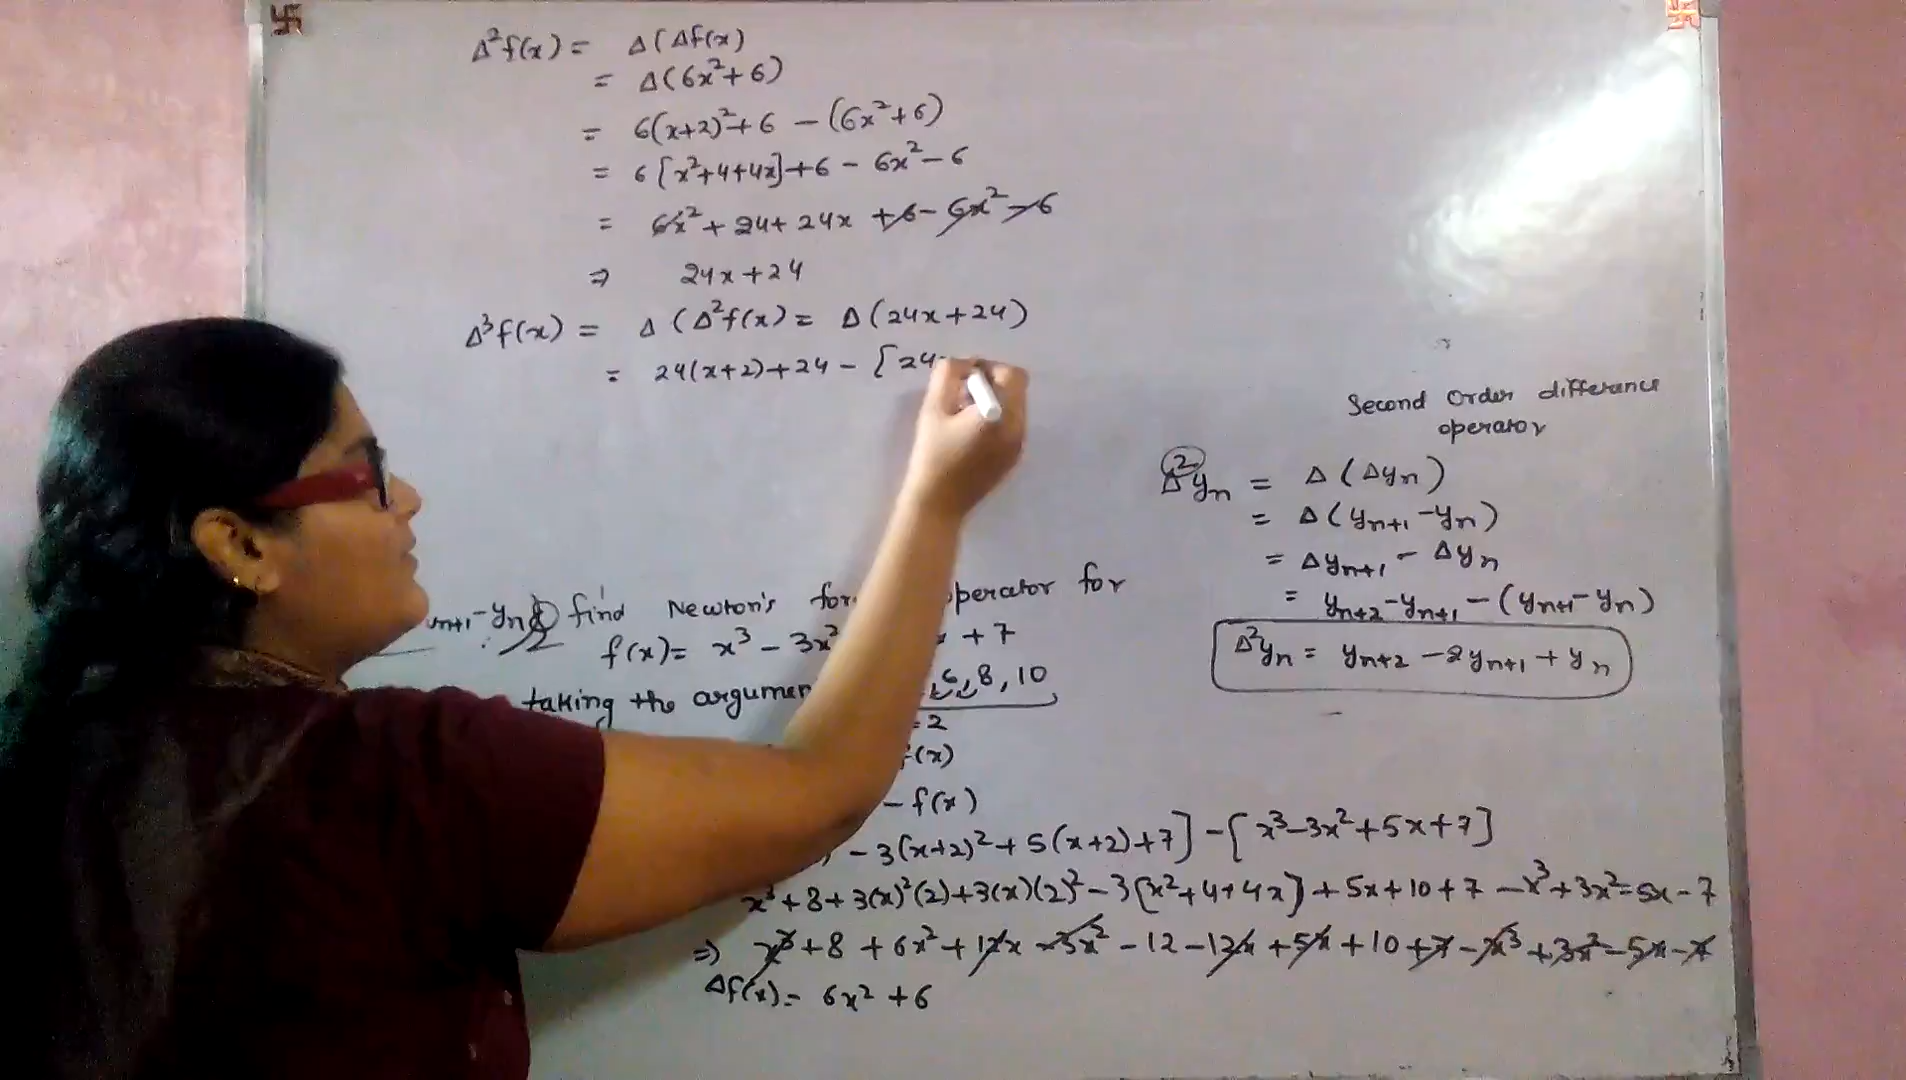 Δ²f(x) = Δ(Δf(x)
= Δ(6x²+6)
= 6(x+2)²+6 - (6x²+6)
= 6[x²+4+4x]+6 - 6x²-6
= 6x² + 24 + 24x +6 - 6x² -6
⇒ 24x+24
Δ³f(x) = Δ(Δ²f(x) = Δ(24x+24)
= 24(x+2)+24 - [24
Second Order difference
operator
Δ²yn = Δ(Δyn)
= Δ(yn+1 -yn)
= Δyn+1 - Δyn
= yn+2 -yn+1 -(yn+1 -yn)
Δ²yn = yn+2 -2yn+1 + yn
n+1 -yn find Newton's for perator for
f(x)= x³ - 3x² + 7
taking the argumen 6, 8, 10
=2
f(x)
- f(x)
- 3(x+2)² + 5(x+2)+7] - [x³-3x²+5x+7]
x³+8+3(x)²(2)+3(x)(2)² -3[x²+4+4x] + 5x+10+7 -x³+3x²-5x-7
⇒ x³ +8 + 6x² + 12x -3x² -12 -12x +5x +10 +7 -x³ +3x² -5x -7
Δf(x)= 6x² +6